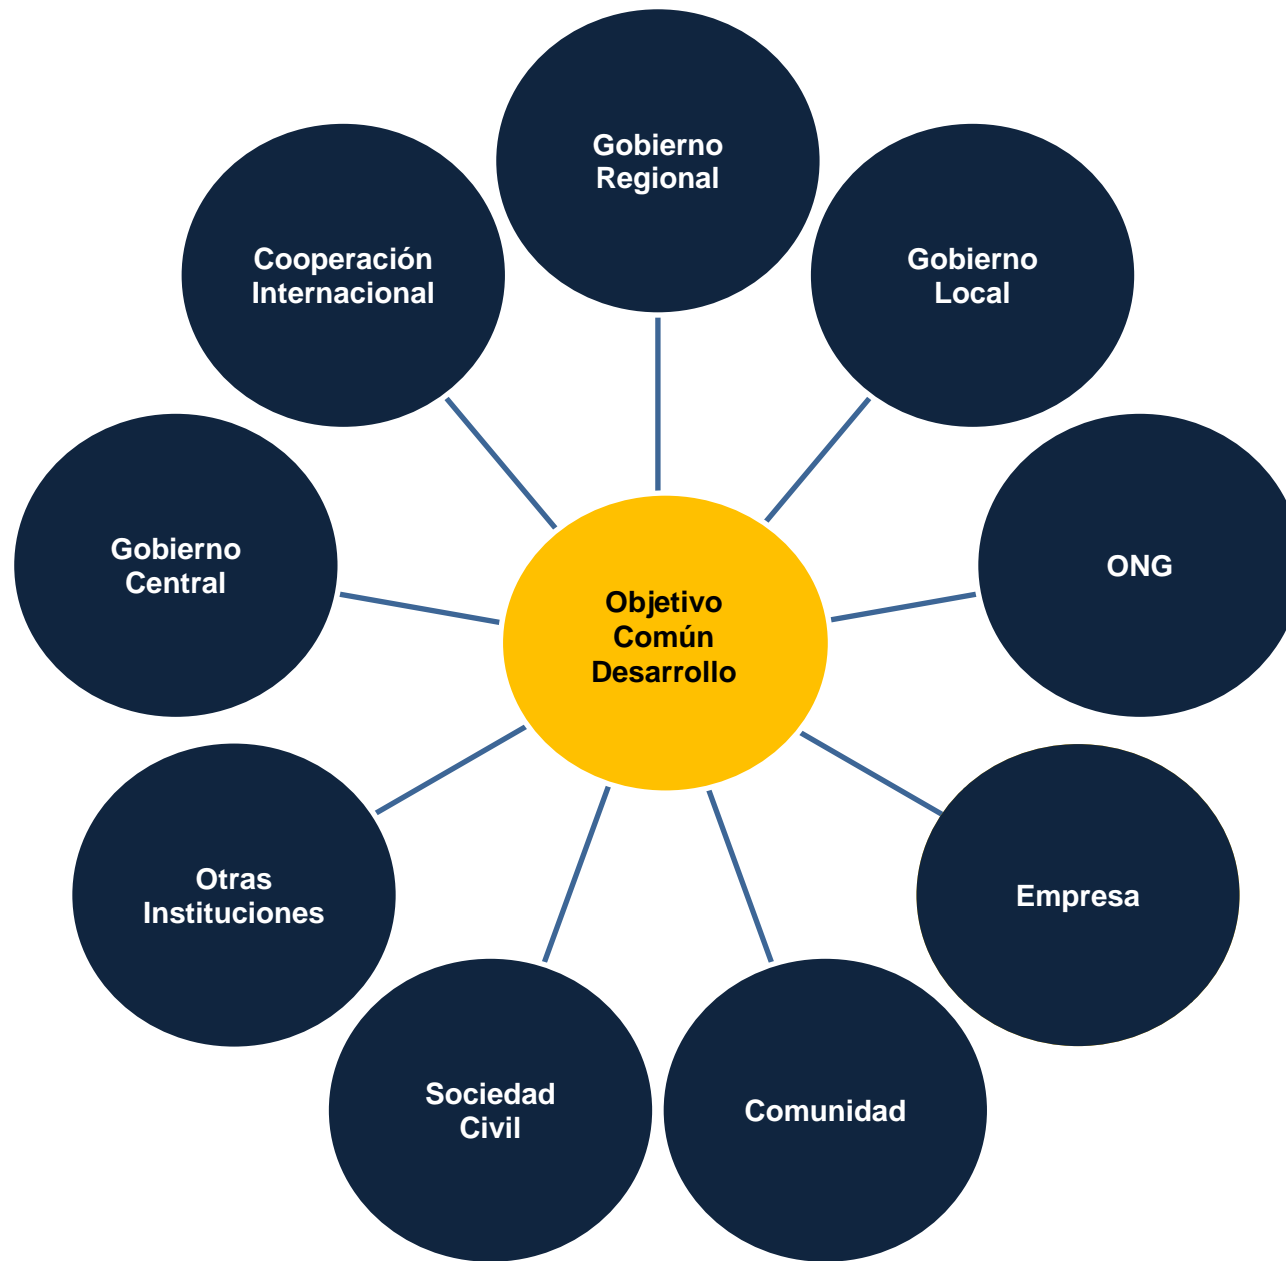 Gobierno
Regional
Gobierno
Local
ONG
Empresa
Comunidad
Sociedad
Civil
Otras
Instituciones
Gobierno
Central
Cooperación
Internacional
Objetivo
Común
Desarrollo